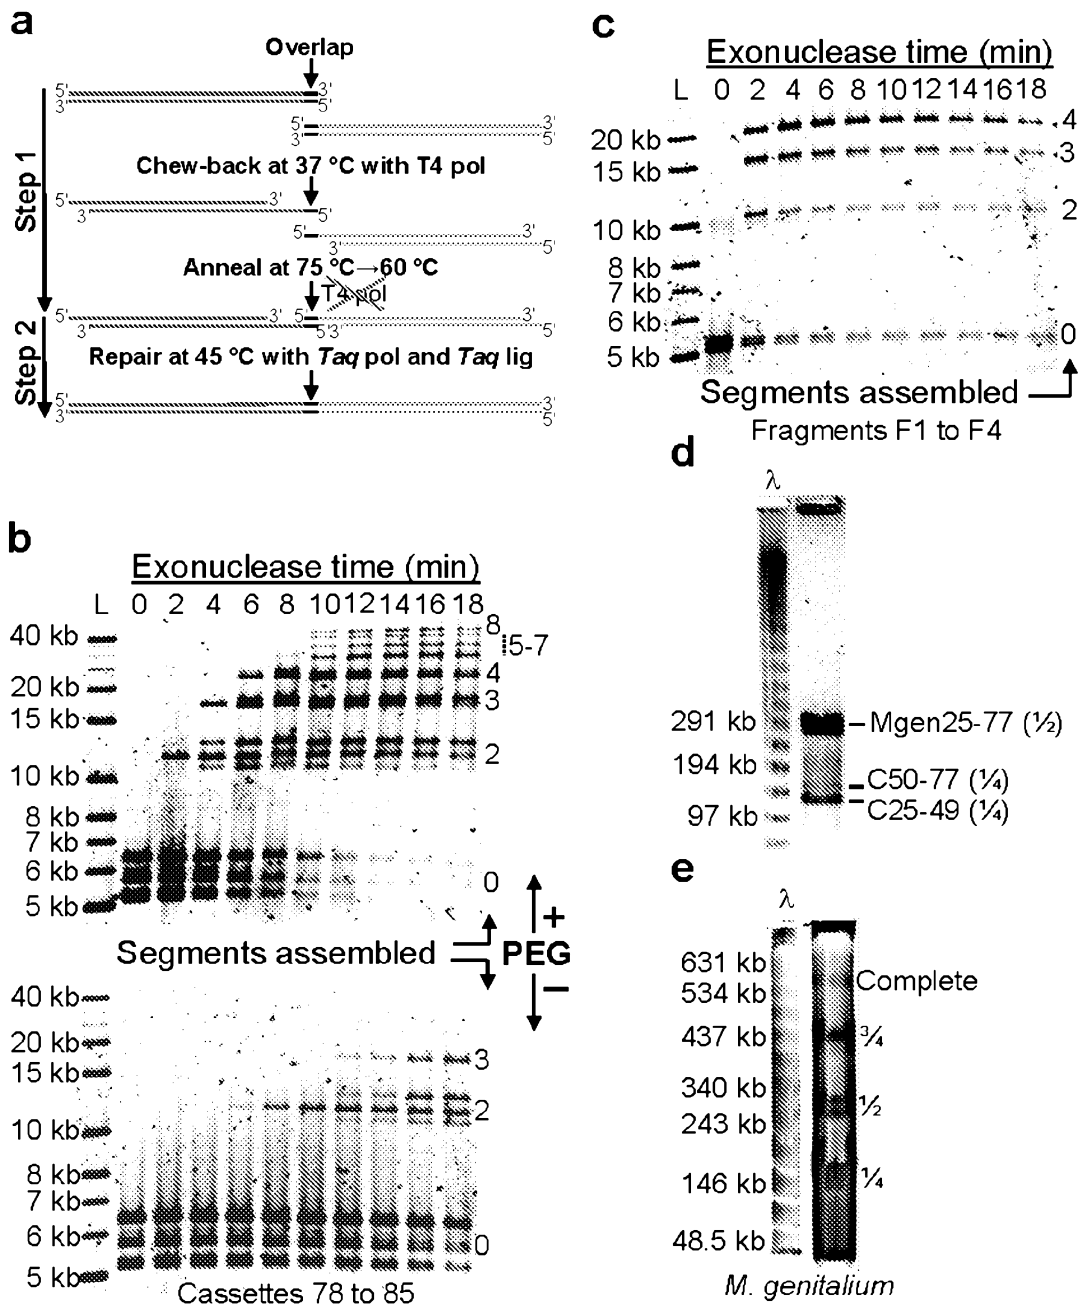 a
Overlap
5' 3'
3' 5'
5' 3'
3' 5'
Step 1
Chew-back at 37 °C with T4 pol
5' 3'
3 5'
5' 3'
3' 5'
Anneal at 75 °C→60 °C
T4 pol
5' 3' 5' 3'
3' 5'3' 5'
Step 2
Repair at 45 °C with Taq pol and Taq lig
5' 3'
3' 5'
b
Exonuclease time (min)
L 0 2 4 6 8 10 12 14 16 18
40 kb 8
5-7
20 kb 4
15 kb 3
10 kb 2
8 kb
7 kb
6 kb 0
5 kb
Segments assembled
+
PEG
−
40 kb
20 kb 3
15 kb
10 kb 2
8 kb
7 kb
6 kb 0
5 kb
Cassettes 78 to 85
c
Exonuclease time (min)
L 0 2 4 6 8 10 12 14 16 18
20 kb 4
15 kb 3
10 kb 2
8 kb
7 kb
6 kb 0
5 kb
Segments assembled
Fragments F1 to F4
d
λ
291 kb Mgen25-77 (½)
194 kb C50-77 (¼)
97 kb C25-49 (¼)
e
λ
631 kb Complete
534 kb
437 kb ¾
340 kb ½
243 kb
146 kb ¼
48.5 kb
M. genitalium